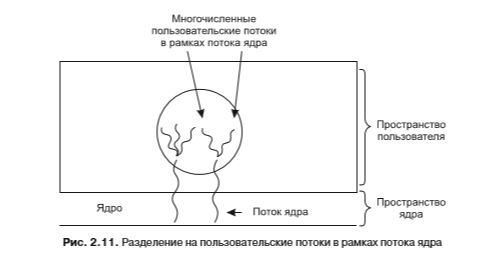 Многочисленные
пользовательские потоки
в рамках потока ядра
Пространство
пользователя
Ядро
Поток ядра
Пространство
ядра
Рис. 2.11. Разделение на пользовательские потоки в рамках потока ядра